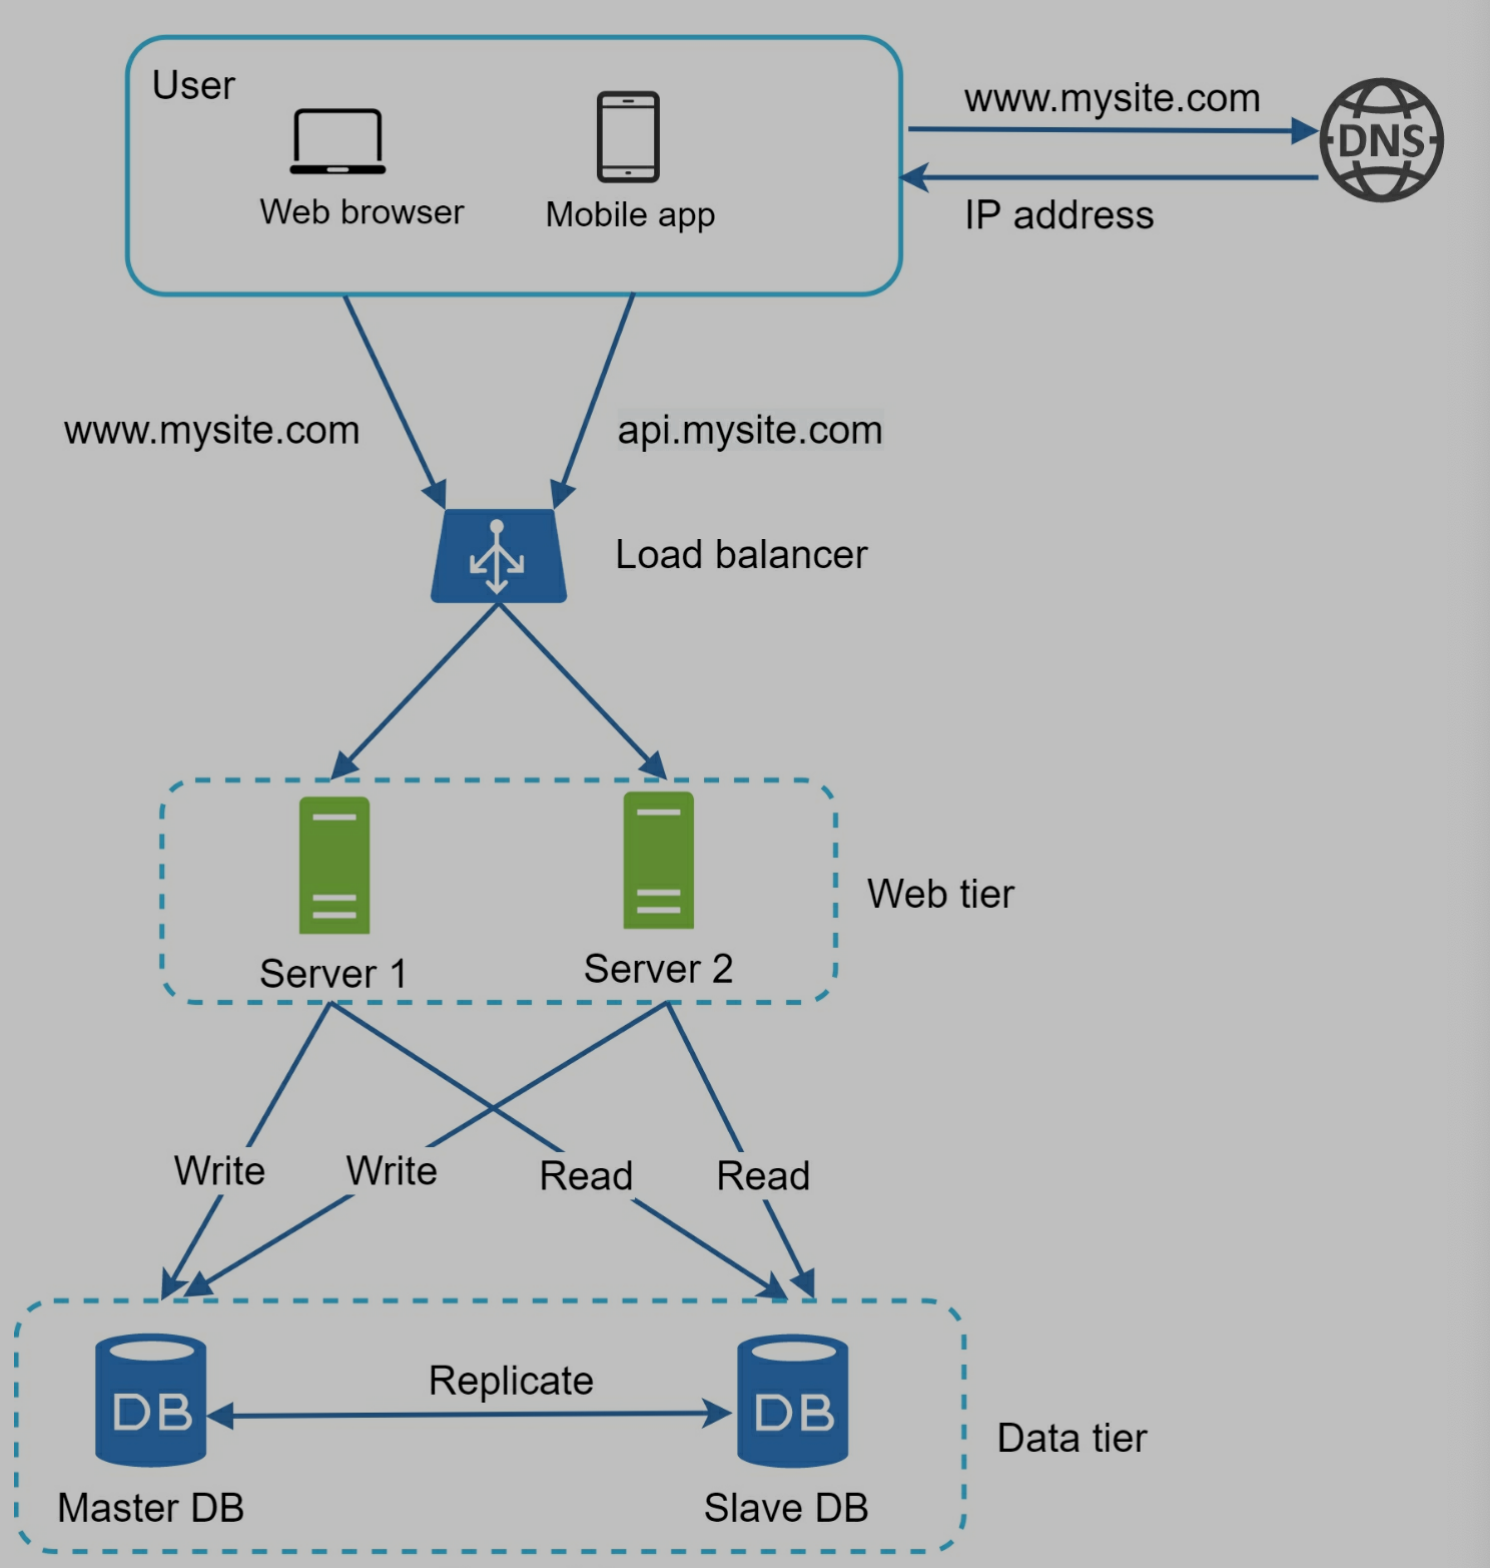 User
Web browser
Mobile app
www.mysite.com
DNS
IP address
www.mysite.com
api.mysite.com
Load balancer
Server 1
Server 2
Web tier
Write
Write
Read
Read
Replicate
DB
DB
Master DB
Slave DB
Data tier